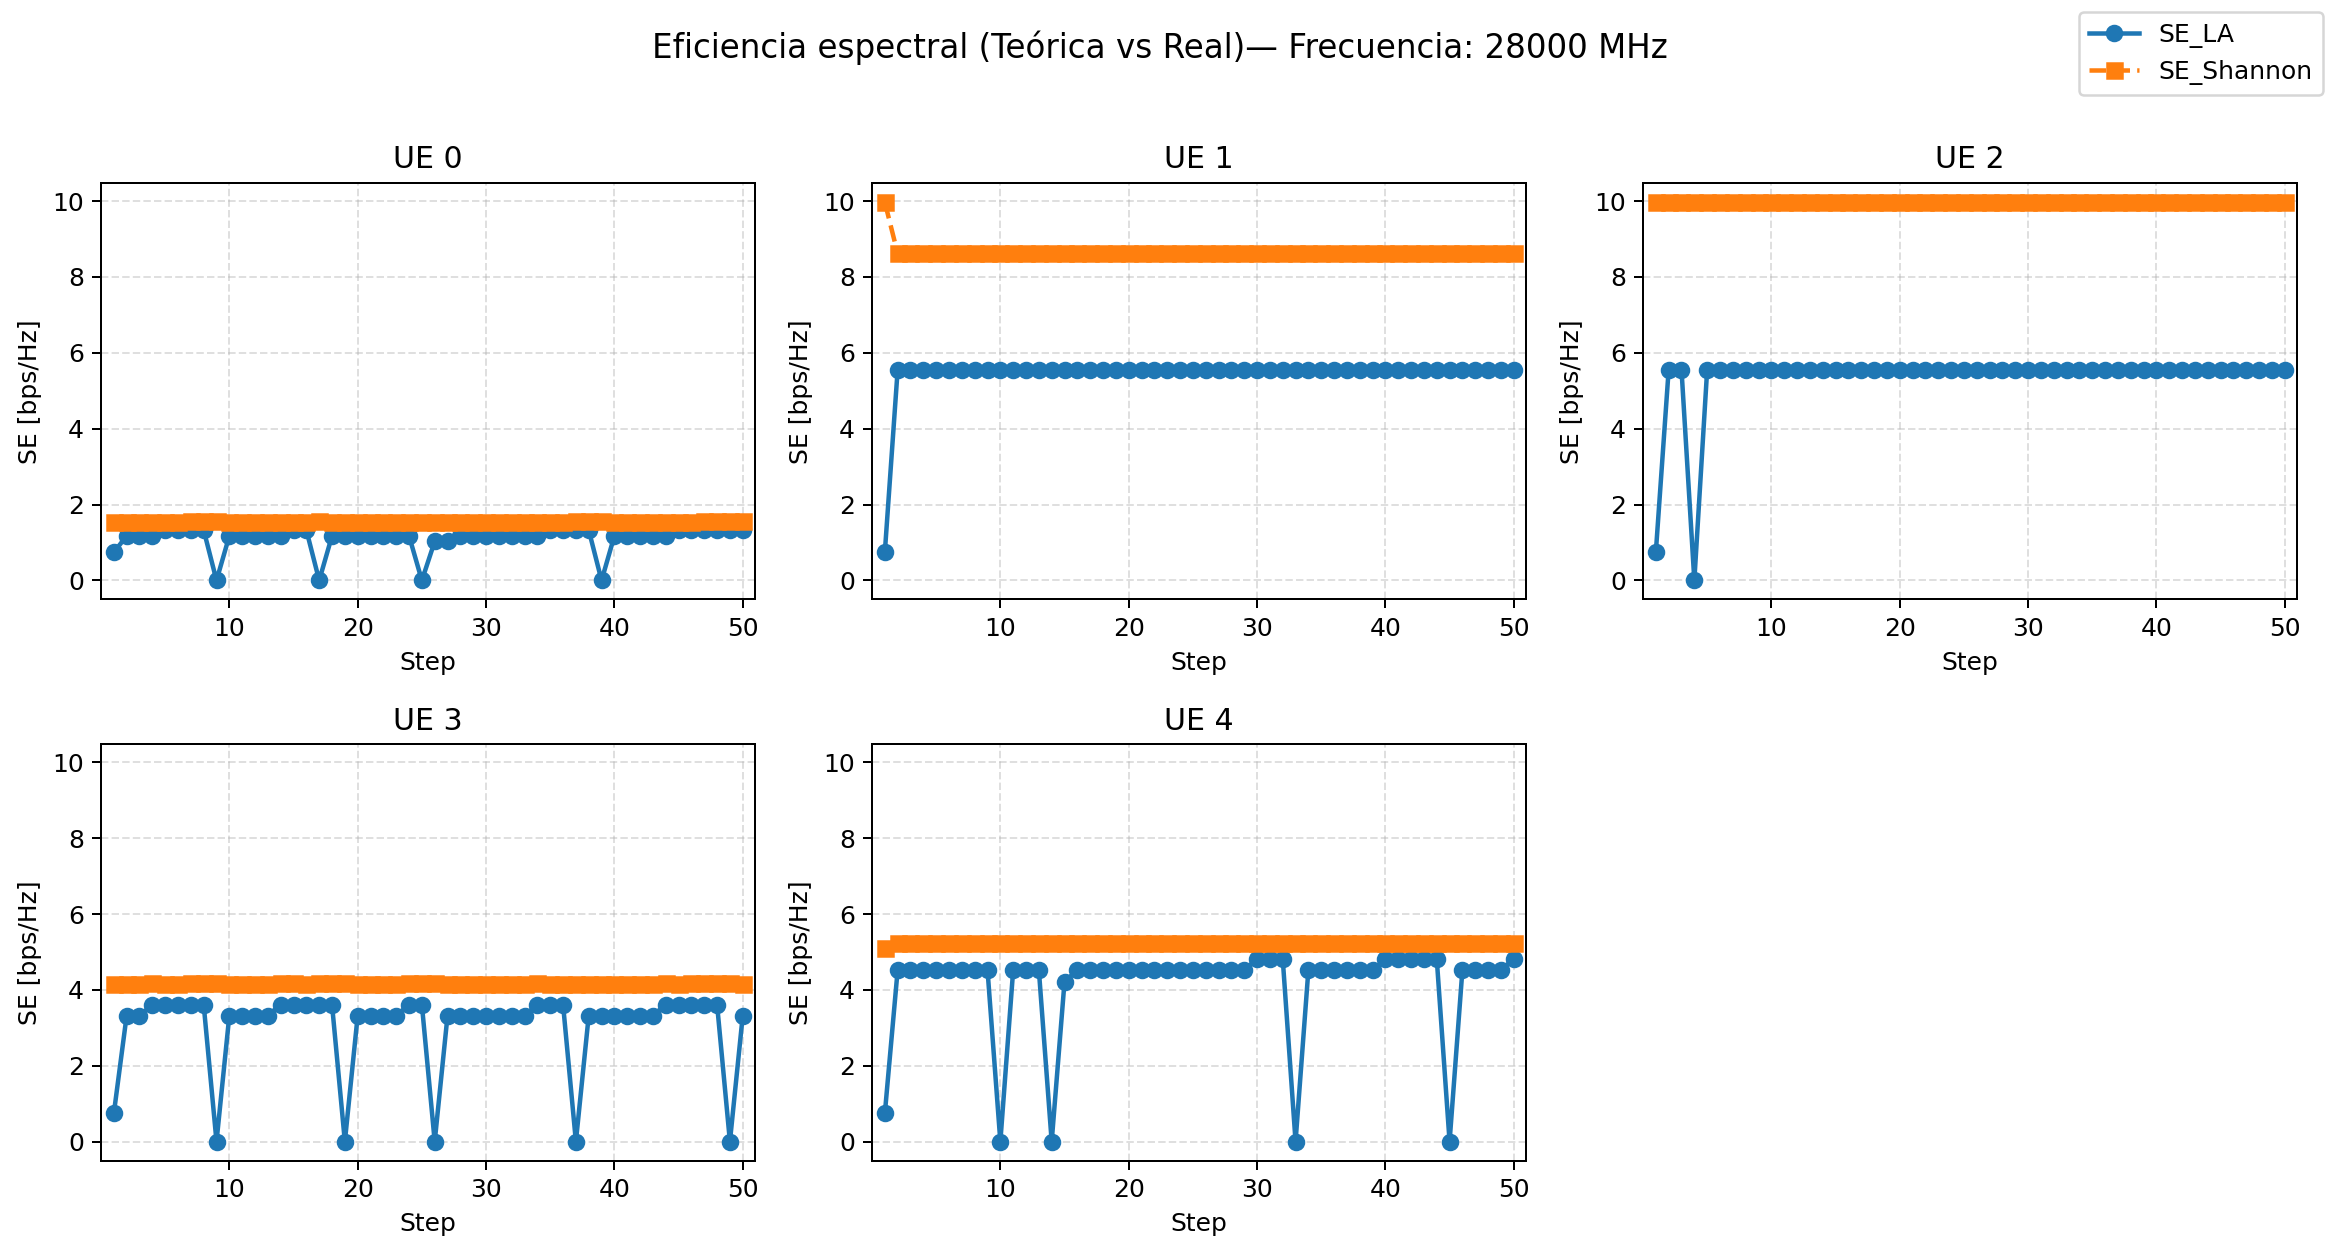 Eficiencia espectral (Teórica vs Real)— Frecuencia: 28000 MHz
SE_LA
SE_Shannon
UE 0
SE [bps/Hz]
10
8
6
4
2
0
10 20 30 40 50
Step
UE 1
SE [bps/Hz]
10
8
6
4
2
0
10 20 30 40 50
Step
UE 2
SE [bps/Hz]
10
8
6
4
2
0
10 20 30 40 50
Step
UE 3
SE [bps/Hz]
10
8
6
4
2
0
10 20 30 40 50
Step
UE 4
SE [bps/Hz]
10
8
6
4
2
0
10 20 30 40 50
Step